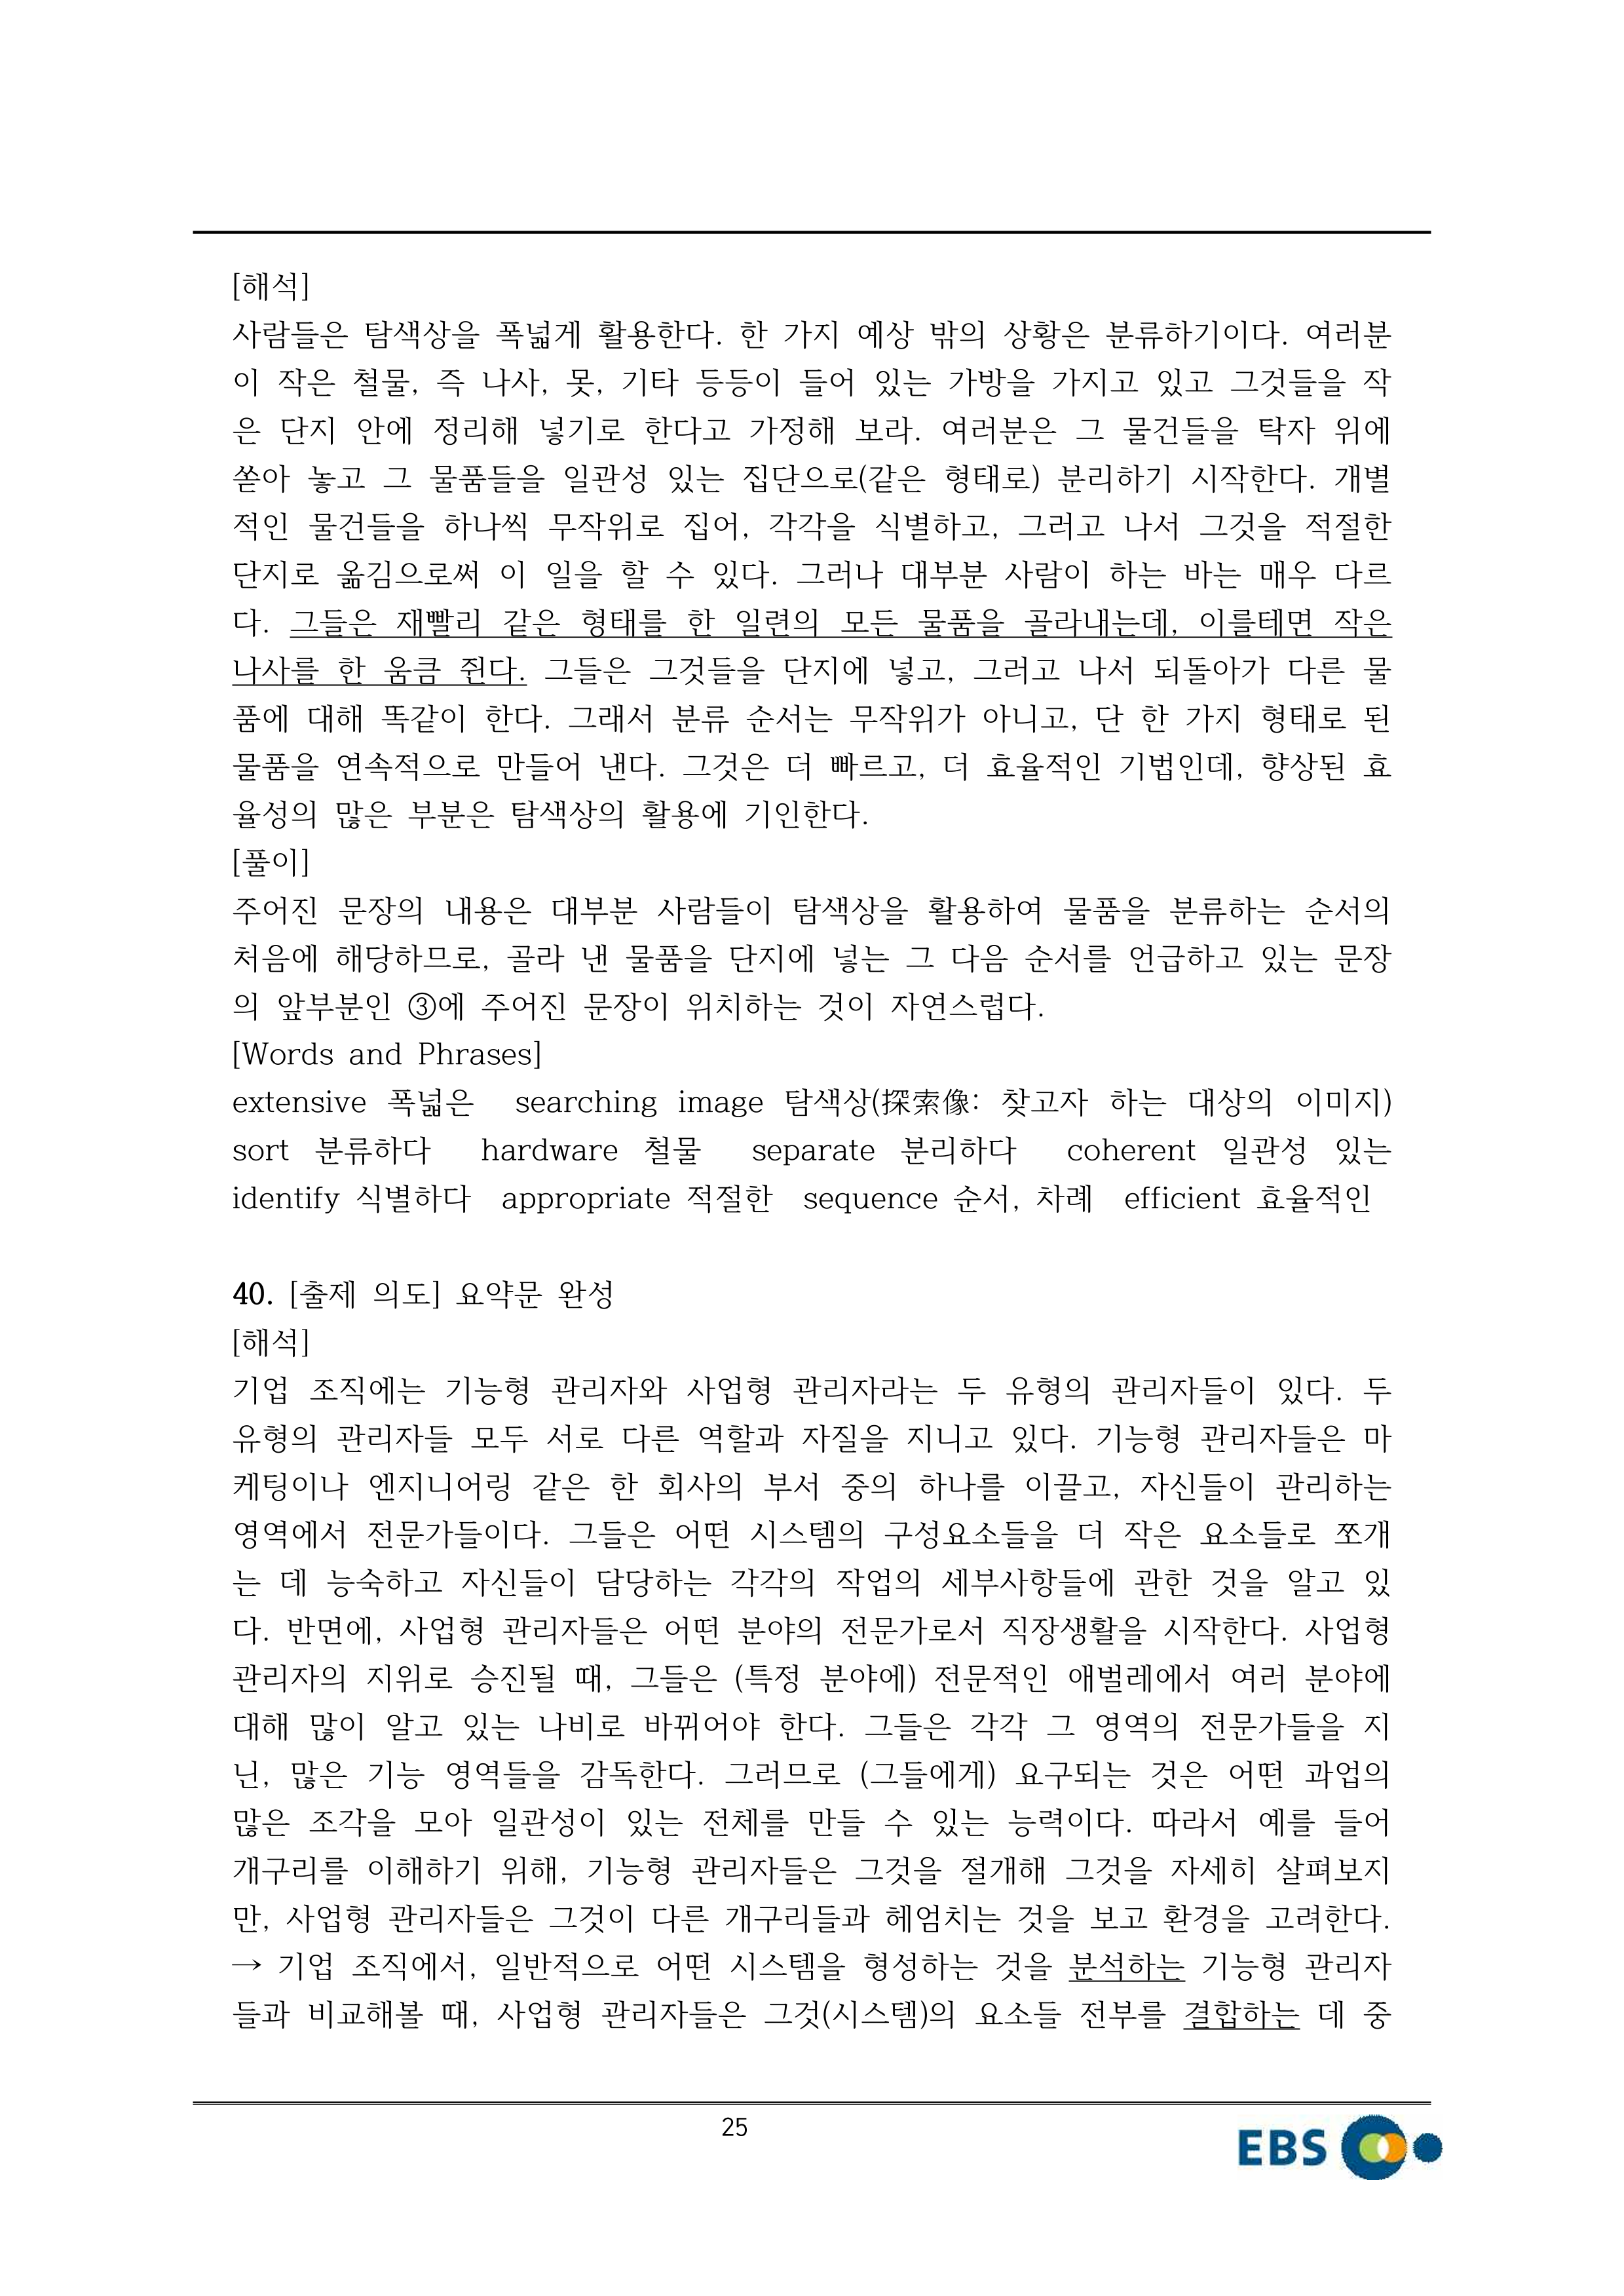 [해석]
사람들은 탐색상을 폭넓게 활용한다. 한 가지 예상 밖의 상황은 분류하기이다. 여러분
이 작은 철물, 즉 나사, 못, 기타 등등이 들어 있는 가방을 가지고 있고 그것들을 작
은 단지 안에 정리해 넣기로 한다고 가정해 보라. 여러분은 그 물건들을 탁자 위에
쏟아 놓고 그 물품들을 일관성 있는 집단으로(같은 형태로) 분리하기 시작한다. 개별
적인 물건들을 하나씩 무작위로 집어, 각각을 식별하고, 그러고 나서 그것을 적절한
단지로 옮김으로써 이 일을 할 수 있다. 그러나 대부분 사람이 하는 바는 매우 다르
다. 그들은 재빨리 같은 형태를 한 일련의 모든 물품을 골라내는데, 이를테면 작은
나사를 한 움큼 쥔다. 그들은 그것들을 단지에 넣고, 그러고 나서 되돌아가 다른 물
품에 대해 똑같이 한다. 그래서 분류 순서는 무작위가 아니고, 단 한 가지 형태로 된
물품을 연속적으로 만들어 낸다. 그것은 더 빠르고, 더 효율적인 기법인데, 향상된 효
율성의 많은 부분은 탐색상의 활용에 기인한다.
[풀이]
주어진 문장의 내용은 대부분 사람들이 탐색상을 활용하여 물품을 분류하는 순서의
처음에 해당하므로, 골라 낸 물품을 단지에 넣는 그 다음 순서를 언급하고 있는 문장
의 앞부분인 ③에 주어진 문장이 위치하는 것이 자연스럽다.
[Words and Phrases]
extensive 폭넓은 searching image 탐색상(探索像: 찾고자 하는 대상의 이미지)
sort 분류하다 hardware 철물 separate 분리하다 coherent 일관성 있는
identify 식별하다 appropriate 적절한 sequence 순서, 차례 efficient 효율적인
40. [출제 의도] 요약문 완성
[해석]
기업 조직에는 기능형 관리자와 사업형 관리자라는 두 유형의 관리자들이 있다. 두
유형의 관리자들 모두 서로 다른 역할과 자질을 지니고 있다. 기능형 관리자들은 마
케팅이나 엔지니어링 같은 한 회사의 부서 중의 하나를 이끌고, 자신들이 관리하는
영역에서 전문가들이다. 그들은 어떤 시스템의 구성요소들을 더 작은 요소들로 쪼개
는 데 능숙하고 자신들이 담당하는 각각의 작업의 세부사항들에 관한 것을 알고 있
다. 반면에, 사업형 관리자들은 어떤 분야의 전문가로서 직장생활을 시작한다. 사업형
관리자의 지위로 승진될 때, 그들은 (특정 분야에) 전문적인 애벌레에서 여러 분야에
대해 많이 알고 있는 나비로 바뀌어야 한다. 그들은 각각 그 영역의 전문가들을 지
닌, 많은 기능 영역들을 감독한다. 그러므로 (그들에게) 요구되는 것은 어떤 과업의
많은 조각을 모아 일관성이 있는 전체를 만들 수 있는 능력이다. 따라서 예를 들어
개구리를 이해하기 위해, 기능형 관리자들은 그것을 절개해 그것을 자세히 살펴보지
만, 사업형 관리자들은 그것이 다른 개구리들과 헤엄치는 것을 보고 환경을 고려한다.
→ 기업 조직에서, 일반적으로 어떤 시스템을 형성하는 것을 분석하는 기능형 관리자
들과 비교해볼 때, 사업형 관리자들은 그것(시스템)의 요소들 전부를 결합하는 데 중
25
EBS